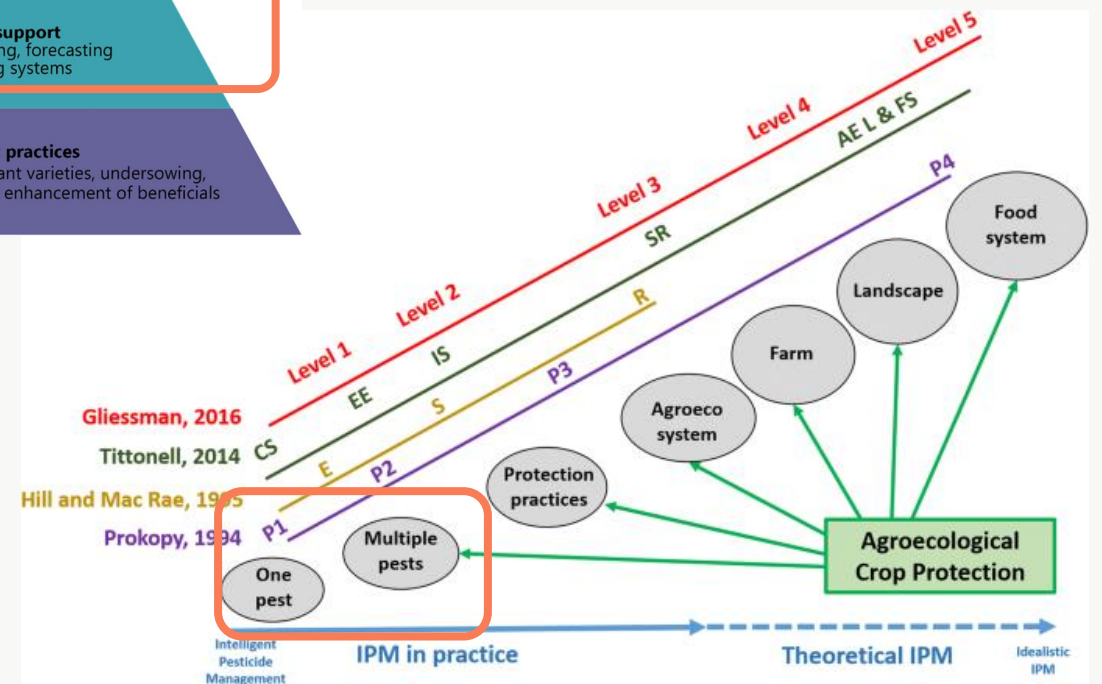 support
ng, forecasting
g systems
practices
ant varieties, undersowing,
enhancement of beneficials
Level 1
Level 2
Level 3
Level 4
Level 5
CS
EE
IS
SR
AE L & FS
E
S
R
P1
P2
P3
P4
Gliessman, 2016
Tittonell, 2014
Hill and Mac Rae, 1995
Prokopy, 1994
One
pest
Multiple
pests
Protection
practices
Agroeco
system
Farm
Landscape
Food
system
Agroecological
Crop Protection
Intelligent
Pesticide
Management
IPM in practice
Theoretical IPM
Idealistic
IPM